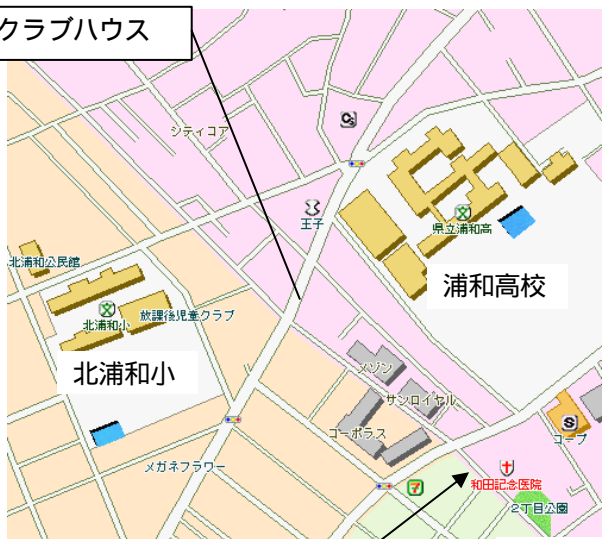 クラブハウス
シティコア
王子
県立浦和高
浦和高校
北浦和公民館
北浦和小
放課後児童クラブ
北浦和小
メゾン
サンロイヤル
コーポラス
コープ
メガネフラワー
和田記念医院
2丁目公園